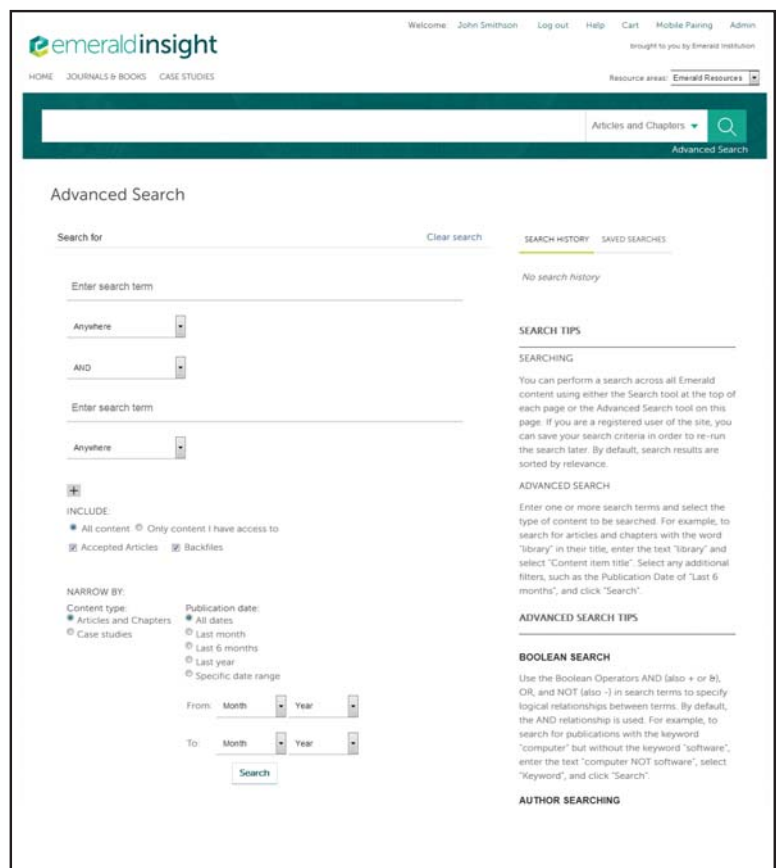 Welcome: John Smithson Log out Help Cart Mobile Pairing Admin
emeraldinsight
brought to you by Emerald Institution
HOME JOURNALS & BOOKS CASE STUDIES
Resource areas: Emerald Resources
Articles and Chapters
Advanced Search
Advanced Search
Search for
Clear search
Enter search term
Anywhere
AND
Enter search term
Anywhere
+
INCLUDE:
All content Only content I have access to
Accepted Articles Backfiles
NARROW BY:
Content type:
Articles and Chapters
Case studies
Publication date:
All dates
Last month
Last 6 months
Last year
Specific date range
From: Month Year
To: Month Year
Search
SEARCH HISTORY SAVED SEARCHES
No search history
SEARCH TIPS
SEARCHING
You can perform a search across all Emerald
content using either the Search tool at the top of
each page or the Advanced Search tool on this
page. If you are a registered user of the site, you
can save your search criteria in order to re-run
the search later. By default, search results are
sorted by relevance.
ADVANCED SEARCH
Enter one or more search terms and select the
type of content to be searched. For example, to
search for articles and chapters with the word
"library" in their title, enter the text "library" and
select "Content item title". Select any additional
filters, such as the Publication Date of "Last 6
months", and click "Search".
ADVANCED SEARCH TIPS
BOOLEAN SEARCH
Use the Boolean Operators AND (also + or &),
OR, and NOT (also -) in search terms to specify
logical relationships between terms. By default,
the AND relationship is used. For example, to
search for publications with the keyword
"computer" but without the keyword "software",
enter the text "computer NOT software", select
"Keyword", and click "Search".
AUTHOR SEARCHING